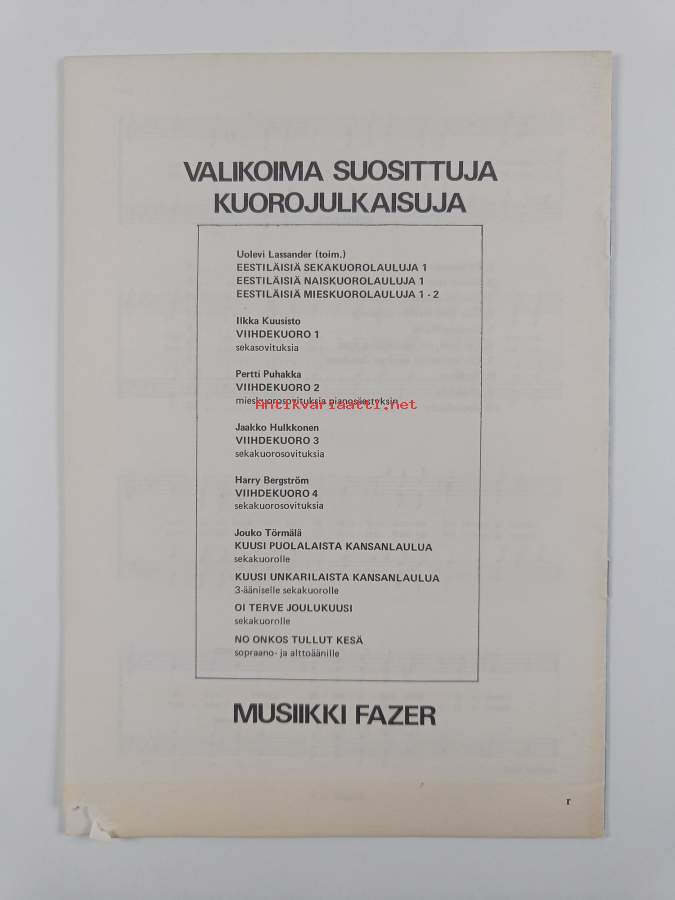 VALIKOIMA SUOSITTUJA
KUOROJULKAISUJA
Uolevi Lassander (toim.)
EESTILÄISIÄ SEKAKUOROLAULUJA 1
EESTILÄISIÄ NAISKUOROLAULUJA 1
EESTILÄISIÄ MIESKUOROLAULUJA 1 - 2
Ilkka Kuusisto
VIIHDEKUORO 1
sekasovituksia
Pertti Puhakka
VIIHDEKUORO 2
mieskuorosovituksia pianosäestyksin
Antikvariaatti.net
Jaakko Hulkkonen
VIIHDEKUORO 3
sekakuorosovituksia
Harry Bergström
VIIHDEKUORO 4
sekakuorosovituksia
Jouko Törmälä
KUUSI PUOLALAISTA KANSANLAULUA
sekakuorolle
KUUSI UNKARILAISTA KANSANLAULUA
3-ääniselle sekakuorolle
OI TERVE JOULUKUUSI
sekakuorolle
NO ONKOS TULLUT KESÄ
sopraano- ja alttoäänille
MUSIIKKI FAZER
r